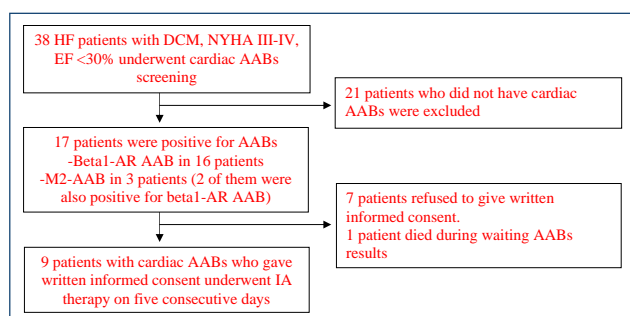 38 HF patients with DCM, NYHA III-IV,
EF <30% underwent cardiac AABs
screening
21 patients who did not have cardiac
AABs were excluded
17 patients were positive for AABs
-Beta1-AR AAB in 16 patients
-M2-AAB in 3 patients (2 of them were
also positive for beta1-AR AAB)
7 patients refused to give written
informed consent.
1 patient died during waiting AABs
results
9 patients with cardiac AABs who gave
written informed consent underwent IA
therapy on five consecutive days